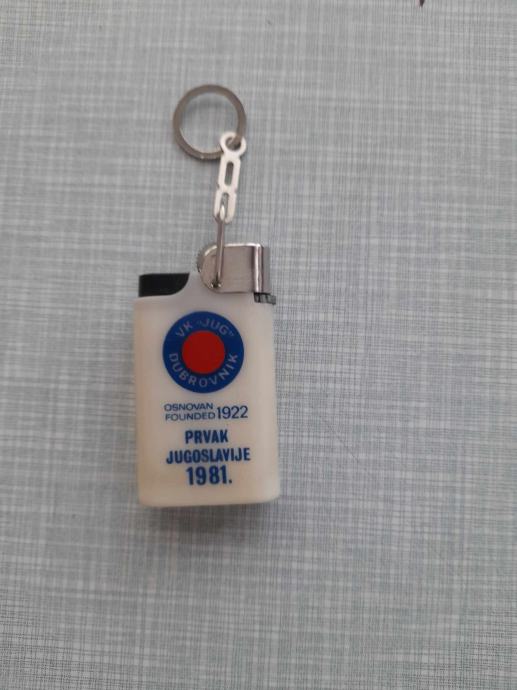 VK "JUG"
DUBROVNIK
OSNOVAN
FOUNDED 1922
PRVAK
JUGOSLAVIJE
1981.